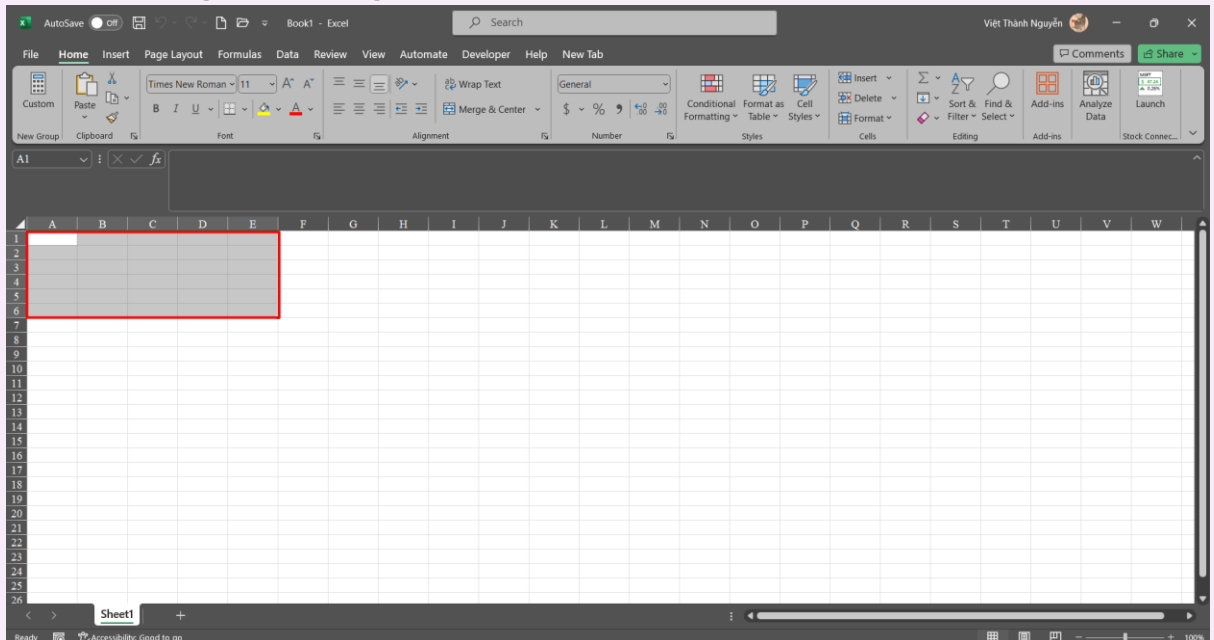 AutoSave Off Book1 - Excel Search Việt Thành Nguyễn
File Home Insert Page Layout Formulas Data Review View Automate Developer Help New Tab Comments Share
Custom Paste Times New Roman 11 A^ A˅ Wrap Text General Conditional Format as Cell Insert Sort & Find & Add-ins Analyze Launch
B I U A Merge & Center $ % 9 Formatting Table Styles Delete Filter Select Data
Format
New Group Clipboard Font Alignment Number Styles Cells Editing Add-ins Stock Connec...
A1 fx
A B C D E F G H I J K L M N O P Q R S T U V W
1
2
3
4
5
6
7
8
9
10
11
12
13
14
15
16
17
18
19
20
21
22
23
24
25
26
Sheet1 +
Ready Accessibility: Good to go 100%